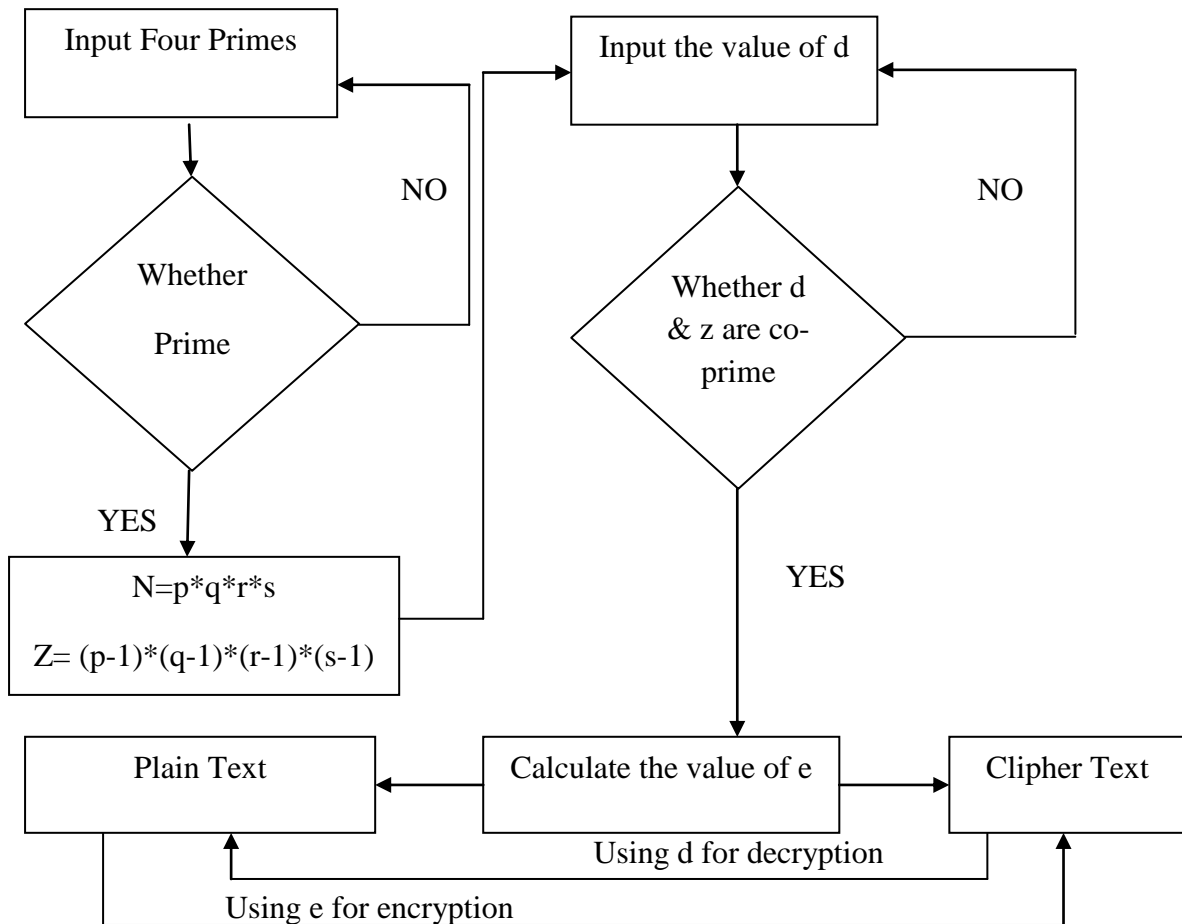 Input Four Primes
NO
Whether
Prime
YES
N=p*q*r*s
Z= (p-1)*(q-1)*(r-1)*(s-1)
Input the value of d
NO
Whether d
& z are co-
prime
YES
Plain Text
Calculate the value of e
Clipher Text
Using d for decryption
Using e for encryption